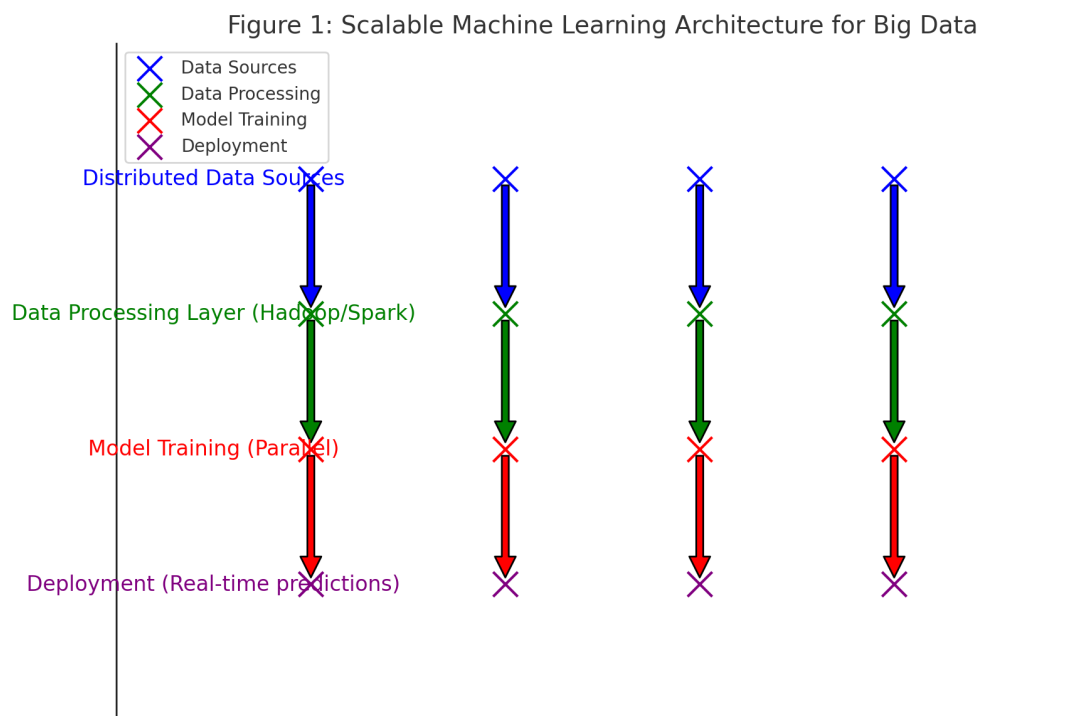 Figure 1: Scalable Machine Learning Architecture for Big Data
Data Sources
Data Processing
Model Training
Deployment
Distributed Data Sources
Data Processing Layer (Hadoop/Spark)
Model Training (Parallel)
Deployment (Real-time predictions)